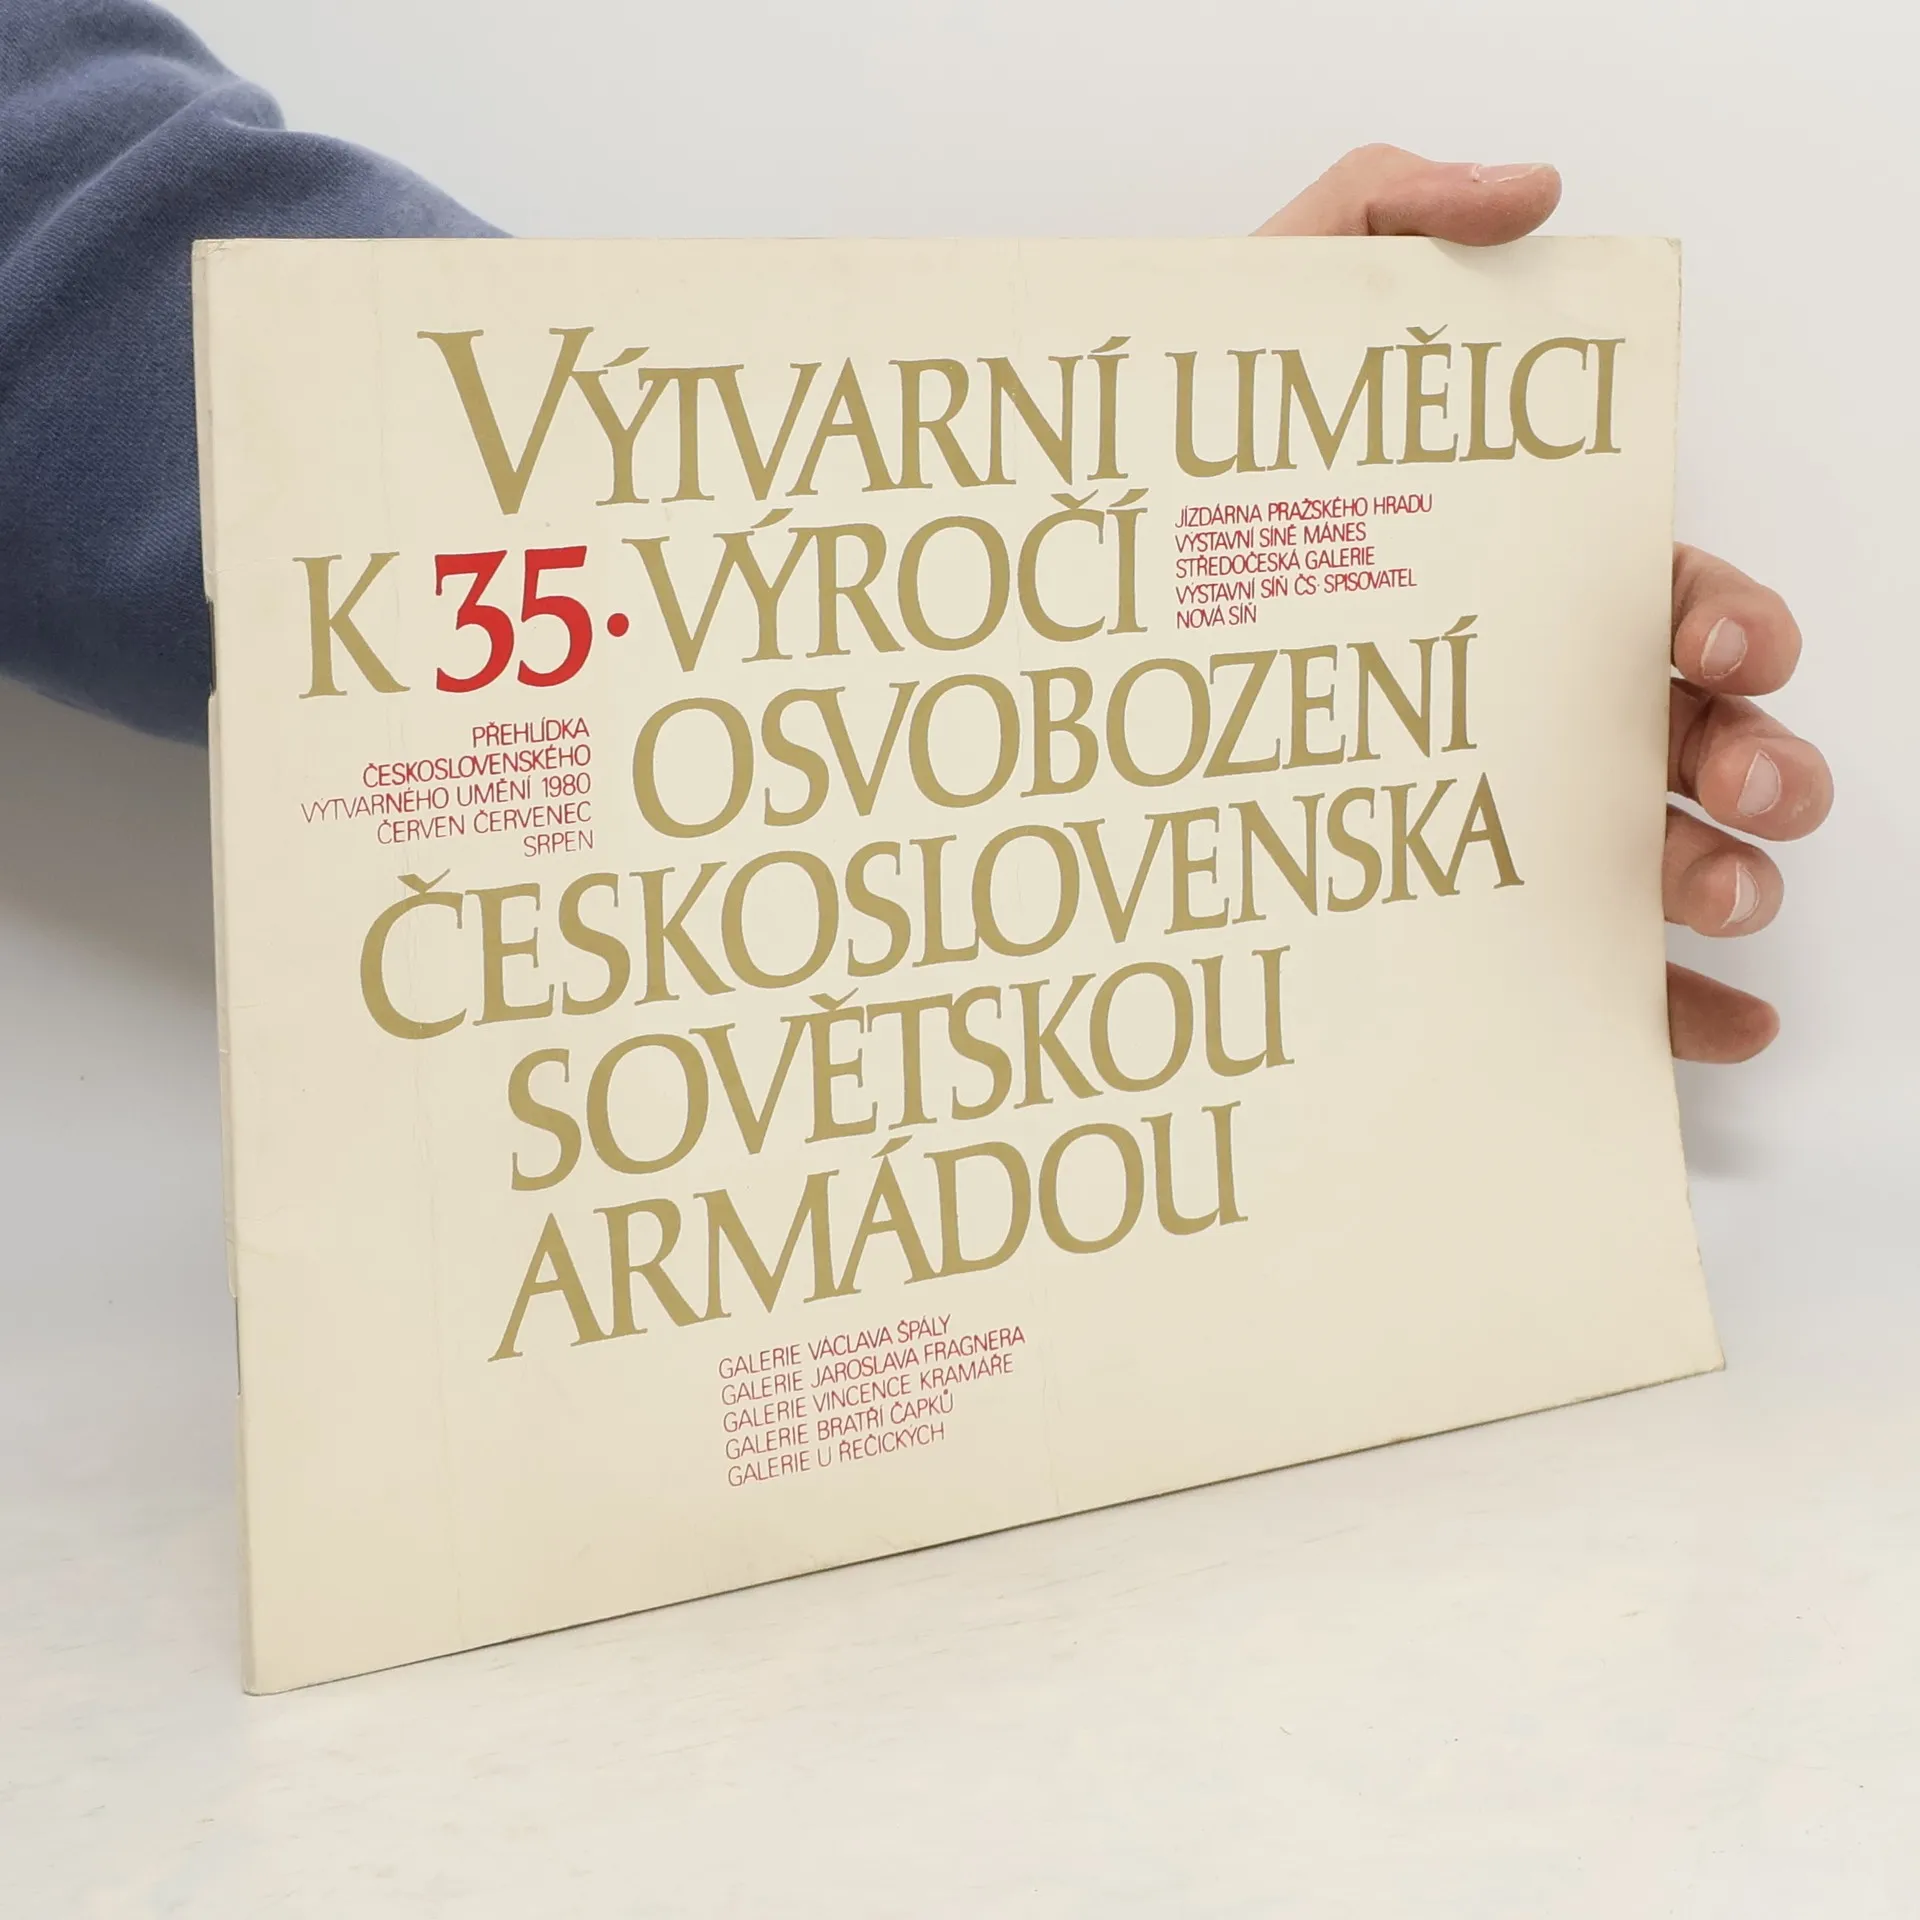 VÝTVARNÍ UMĚLCI
K 35. VÝROČÍ
JÍZDÁRNA PRAŽSKÉHO HRADU
VÝSTAVNÍ SÍNĚ MÁNES
STŘEDOČESKÁ GALERIE
VÝSTAVNÍ SÍŇ ČS. SPISOVATEL
NOVÁ SÍŇ
OSVOBOZENÍ
PŘEHLÍDKA
ČESKOSLOVENSKÉHO
VÝTVARNÉHO UMĚNÍ 1980
ČERVEN ČERVENEC
SRPEN
ČESKOSLOVENSKA
SOVĚTSKOU
ARMÁDOU
GALERIE VÁCLAVA ŠPÁLY
GALERIE JAROSLAVA FRAGNERA
GALERIE VINCENCE KRAMÁŘE
GALERIE BRATŘÍ ČAPKŮ
GALERIE U ŘEČICKÝCH